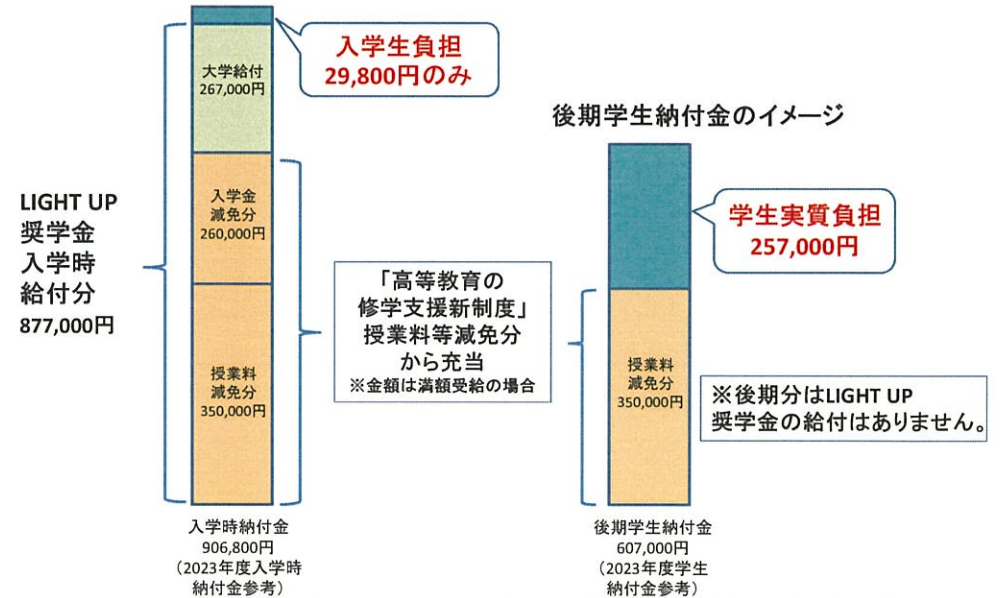 入学生負担
29,800円のみ
大学給付
267,000円
入学金
減免分
260,000円
授業料
減免分
350,000円
LIGHT UP
奨学金
入学時
給付分
877,000円
「高等教育の
修学支援新制度」
授業料等減免分
から充当
※金額は満額受給の場合
入学時納付金
906,800円
（2023年度入学時
納付金参考）
後期学生納付金のイメージ
学生実質負担
257,000円
授業料
減免分
350,000円
※後期分はLIGHT UP
奨学金の給付はありません。
後期学生納付金
607,000円
（2023年度学生
納付金参考）